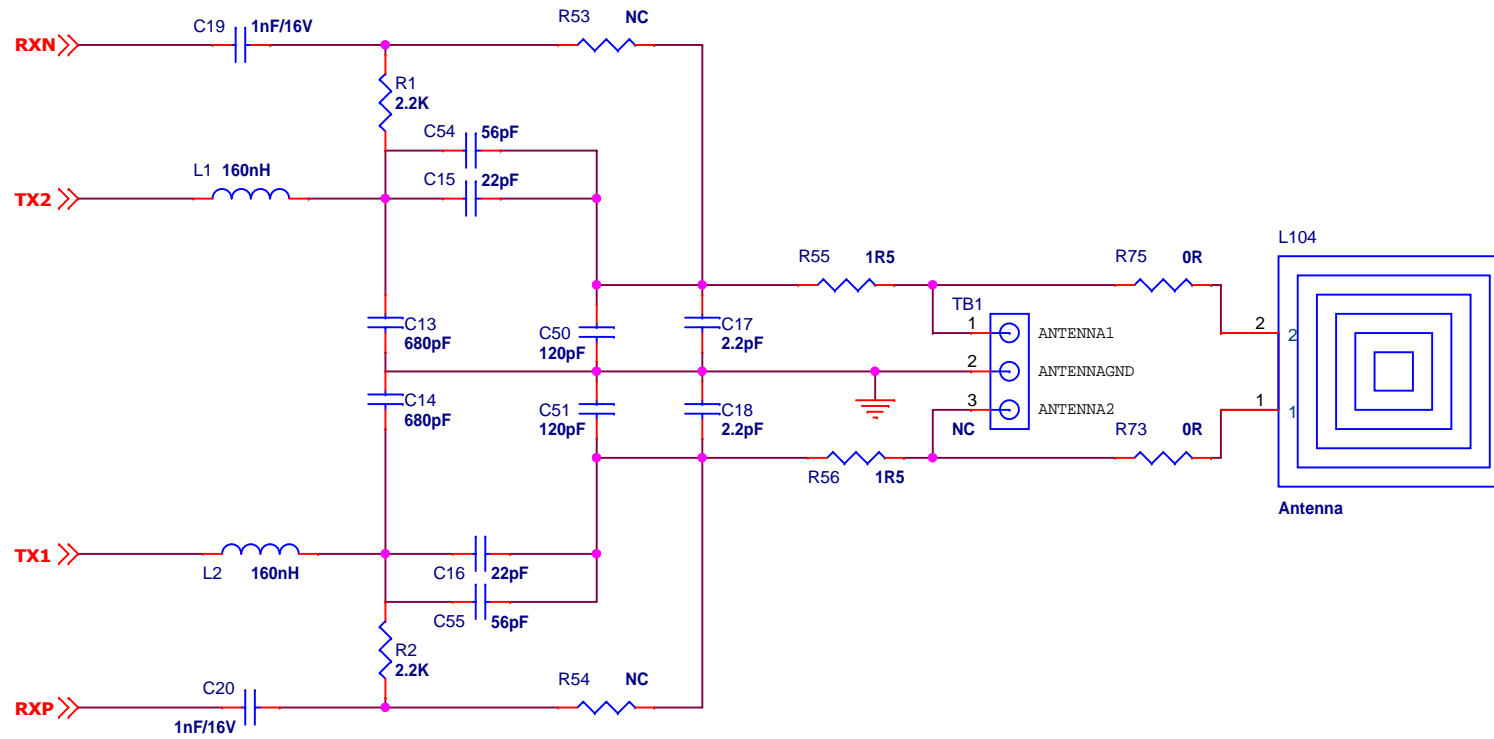 C19 1nF/16V
R53 NC
RXN
R1
2.2K
C54 56pF
L1 160nH
C15 22pF
TX2
L104
R55 1R5
R75 0R
TB1
C13
680pF
C50
120pF
C17
2.2pF
1 ANTENNA1
2 2
2 ANTENNAGND
C14
680pF
C51
120pF
C18
2.2pF
3 ANTENNA2
1 1
NC
R73 0R
R56 1R5
Antenna
TX1
L2 160nH
C16 22pF
C55 56pF
R2
2.2K
C20
R54 NC
RXP
1nF/16V